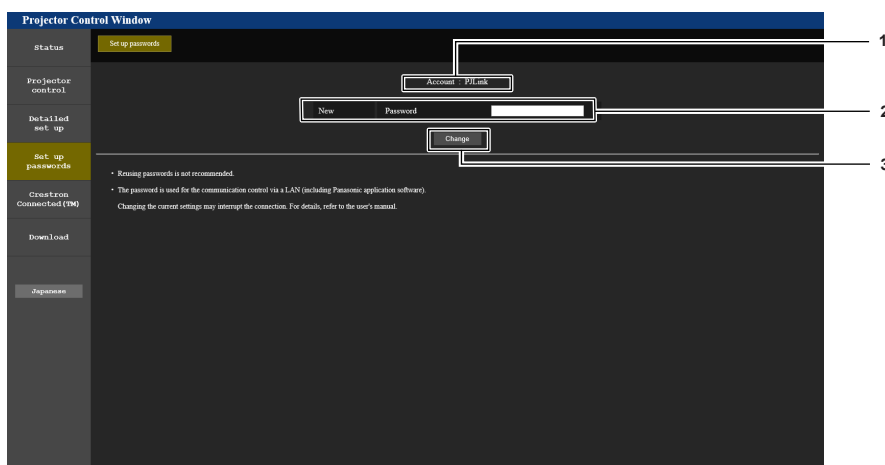 Projector Control Window
Status
Set up passwords
1
Projector
control
Account : PJLink
Detailed
set up
New Password
2
Change
Set up
passwords
3
• Reusing passwords is not recommended.
• The password is used for the communication control via a LAN (including Panasonic application software).
Changing the current settings may interrupt the connection. For details, refer to the user's manual.
Crestron
Connected(TM)
Download
Japanese